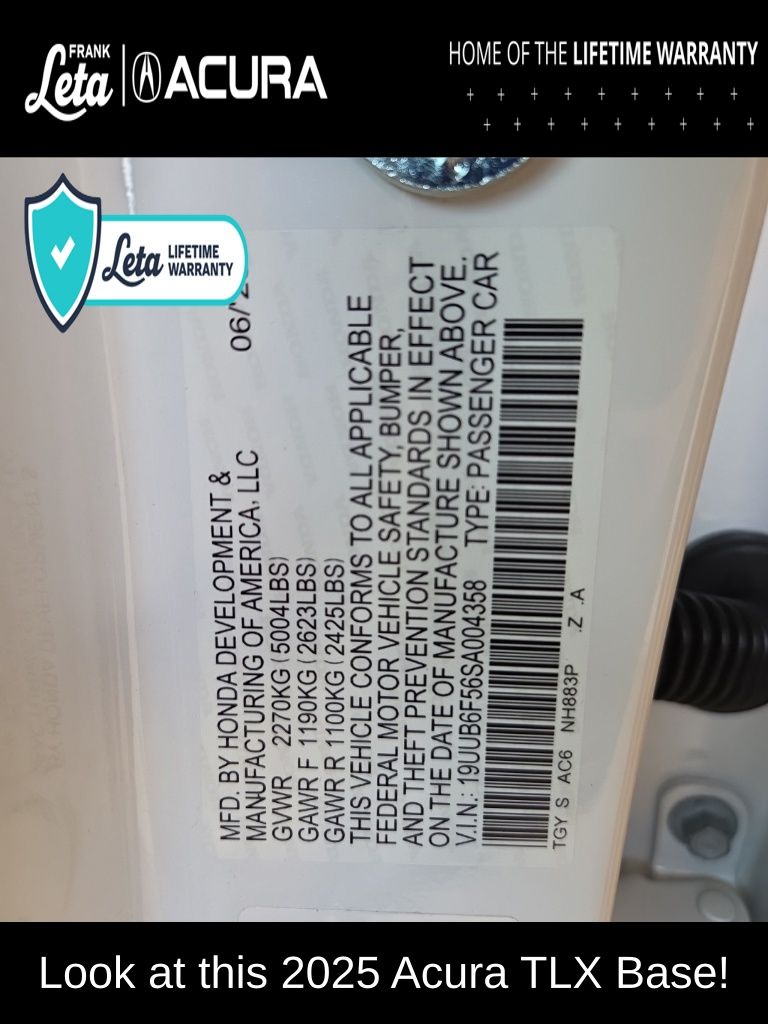 FRANK
Leta
ACURA
HOME OF THE LIFETIME WARRANTY
Leta LIFETIME WARRANTY
MFD. BY HONDA DEVELOPMENT &
MANUFACTURING OF AMERICA, LLC 06/
GVWR 2270KG (5004LBS)
GAWR F 1190KG (2623LBS)
GAWR R 1100KG (2425LBS)
THIS VEHICLE CONFORMS TO ALL APPLICABLE
FEDERAL MOTOR VEHICLE SAFETY, BUMPER,
AND THEFT PREVENTION STANDARDS IN EFFECT
ON THE DATE OF MANUFACTURE SHOWN ABOVE.
V.I.N.: 19UUB6F56SA004358 TYPE: PASSENGER CAR
TGY S AC6 NH883P .Z .A
Look at this 2025 Acura TLX Base!